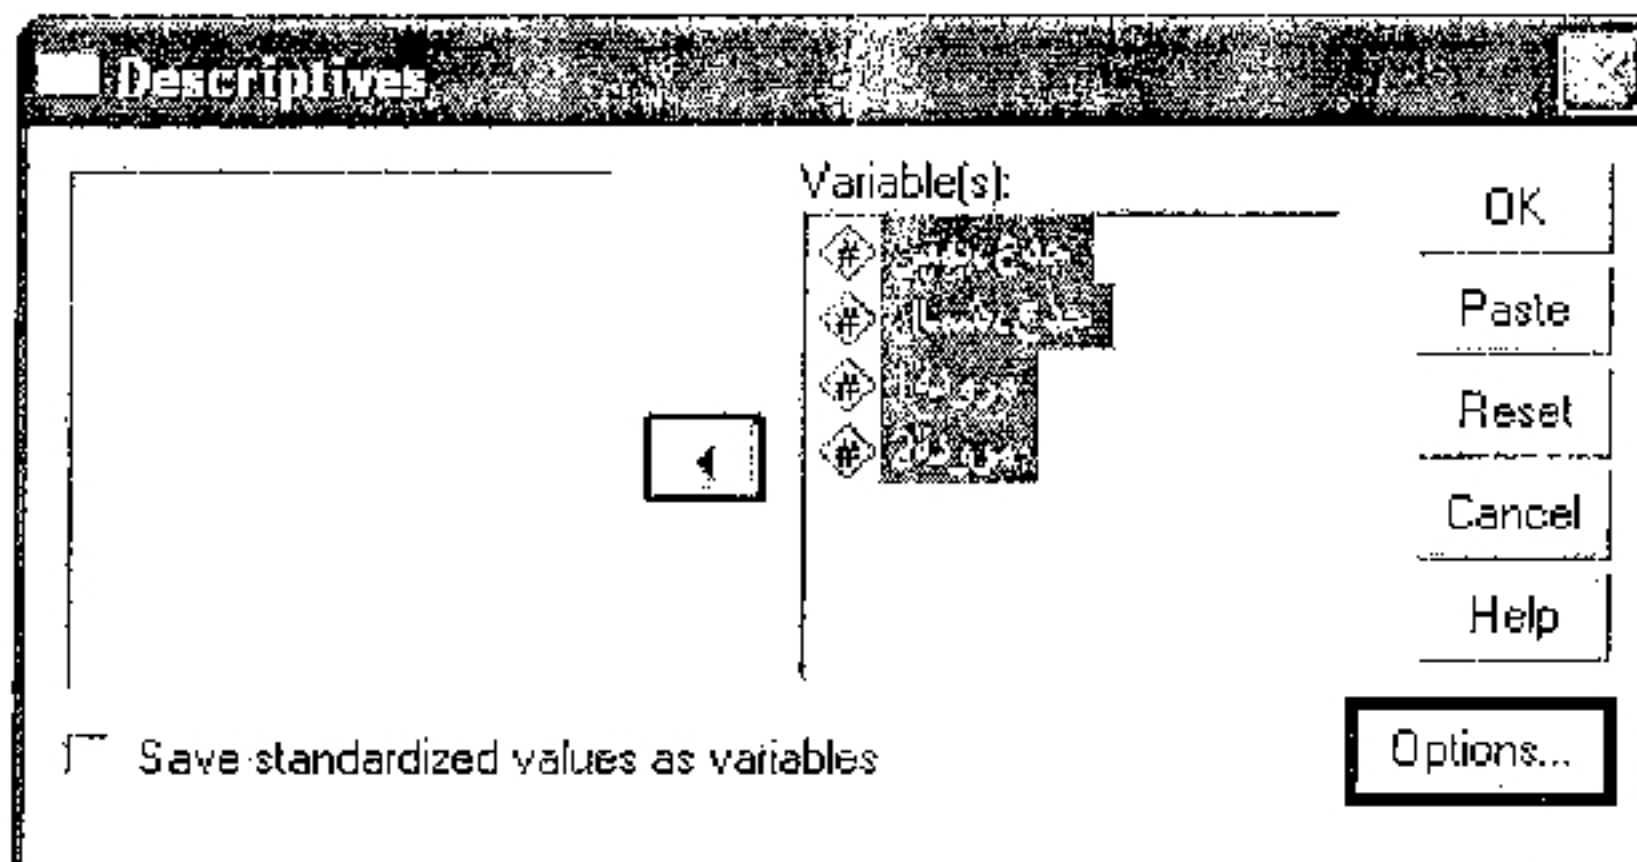 Descriptives
Variable(s):
#
#
#
#
OK
Paste
Reset
Cancel
Help
Save standardized values as variables
Options...